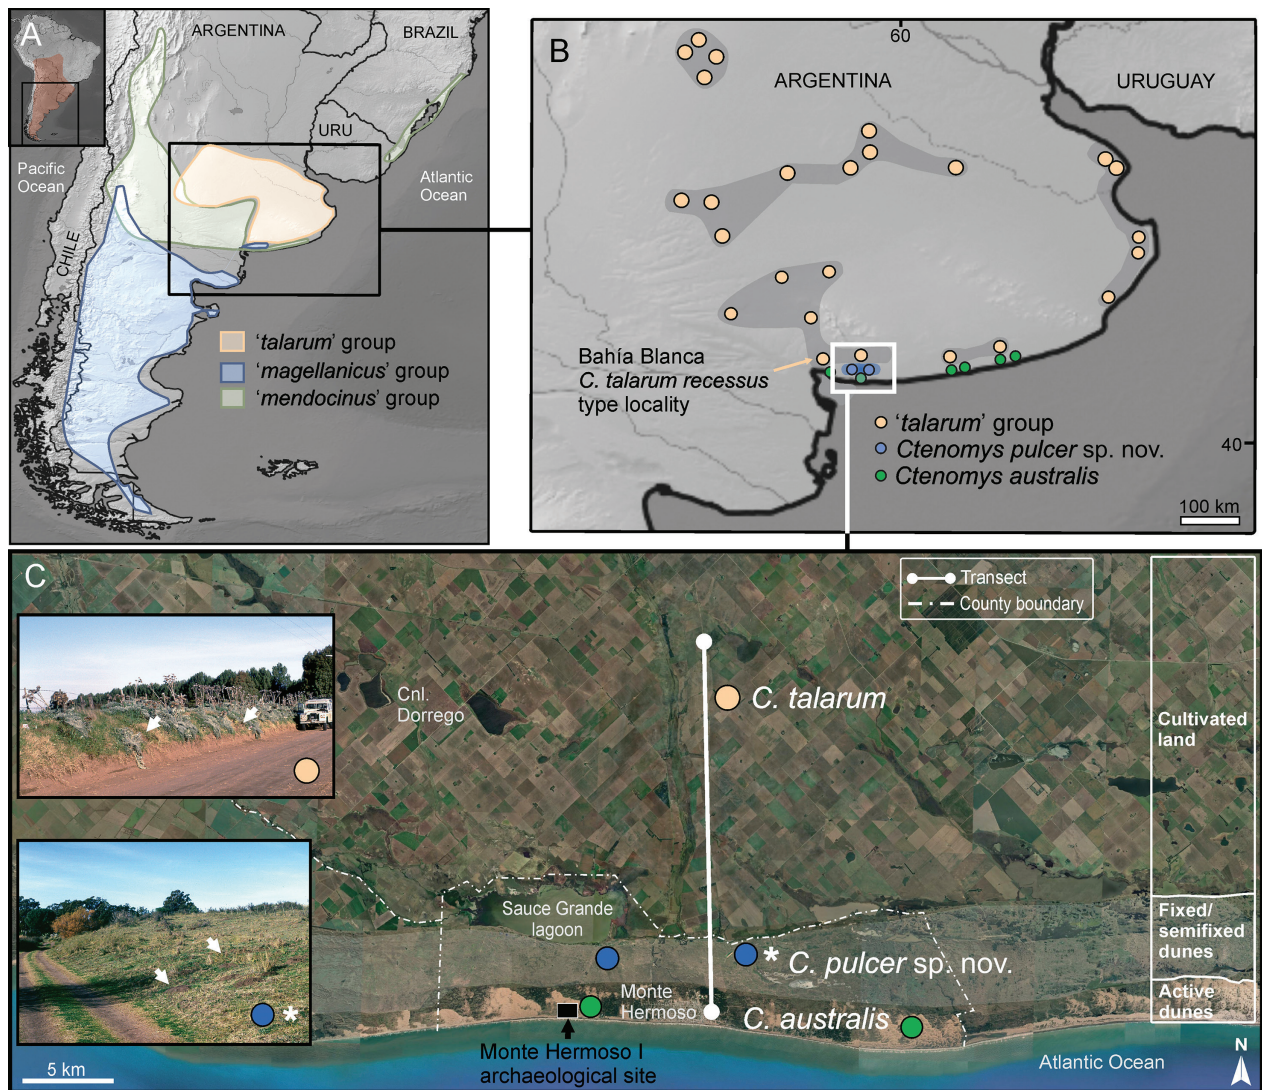 A
ARGENTINA
BRAZIL
URU
Pacific
Ocean
Atlantic
Ocean
CHILE
'talarum' group
'magellanicus' group
'mendocinus' group
B
60
ARGENTINA
URUGUAY
Bahía Blanca
C. talarum recessus
type locality
'talarum' group
Ctenomys pulcer sp. nov.
Ctenomys australis
40
100 km
C
Transect
County boundary
Cnl.
Dorrego
C. talarum
Cultivated
land
Sauce Grande
lagoon
Fixed/
semifixed
dunes
* C. pulcer sp. nov.
*
Monte
Hermoso
C. australis
Active
dunes
Monte Hermoso I
archaeological site
Atlantic Ocean
N
5 km